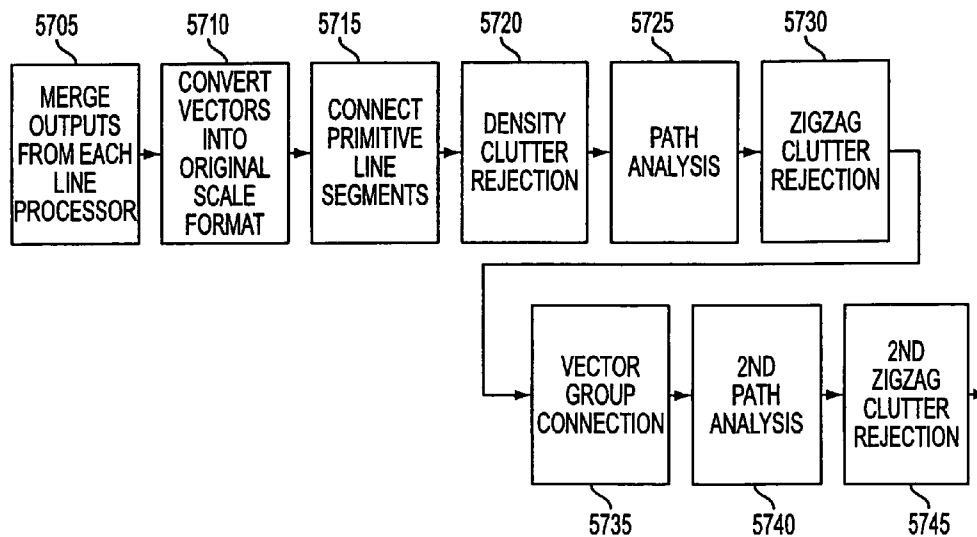 5705
5710
5715
5720
5725
5730
MERGE
OUTPUTS
FROM EACH
LINE
PROCESSOR
CONVERT
VECTORS
INTO
ORIGINAL
SCALE
FORMAT
CONNECT
PRIMITIVE
LINE
SEGMENTS
DENSITY
CLUTTER
REJECTION
PATH
ANALYSIS
ZIGZAG
CLUTTER
REJECTION
VECTOR
GROUP
CONNECTION
2ND
PATH
ANALYSIS
2ND
ZIGZAG
CLUTTER
REJECTION
5735
5740
5745